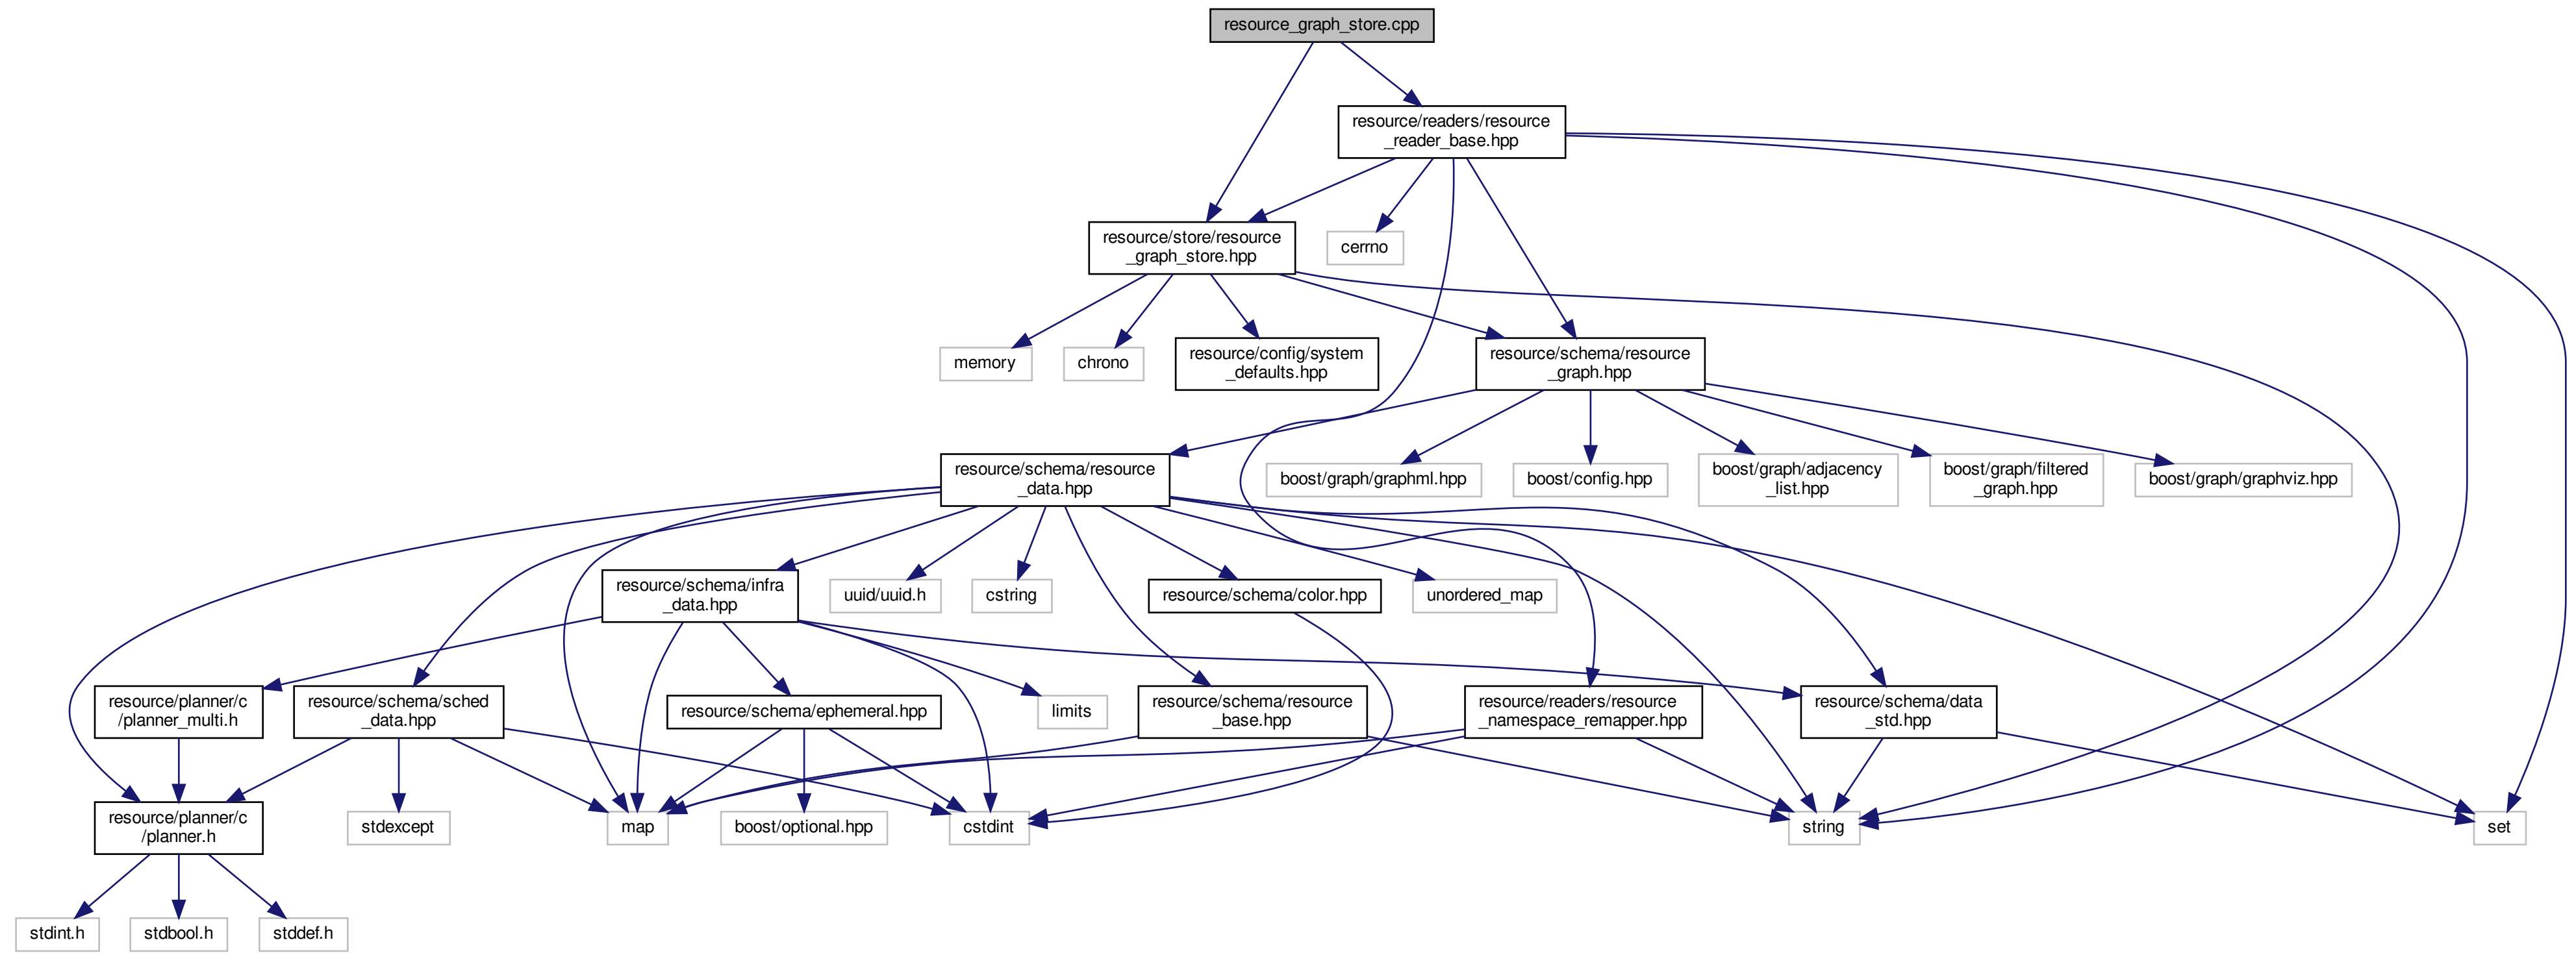 resource_graph_store.cpp
resource/readers/resource
_reader_base.hpp
resource/store/resource
_graph_store.hpp
cerrno
memory
chrono
resource/config/system
_defaults.hpp
resource/schema/resource
_graph.hpp
resource/schema/resource
_data.hpp
boost/graph/graphml.hpp
boost/config.hpp
boost/graph/adjacency
_list.hpp
boost/graph/filtered
_graph.hpp
boost/graph/graphviz.hpp
resource/schema/infra
_data.hpp
uuid/uuid.h
cstring
resource/schema/color.hpp
unordered_map
resource/planner/c
/planner_multi.h
resource/schema/sched
_data.hpp
resource/schema/ephemeral.hpp
limits
resource/schema/resource
_base.hpp
resource/readers/resource
_namespace_remapper.hpp
resource/schema/data
_std.hpp
resource/planner/c
/planner.h
stdexcept
map
boost/optional.hpp
cstdint
string
set
stdint.h
stdbool.h
stddef.h